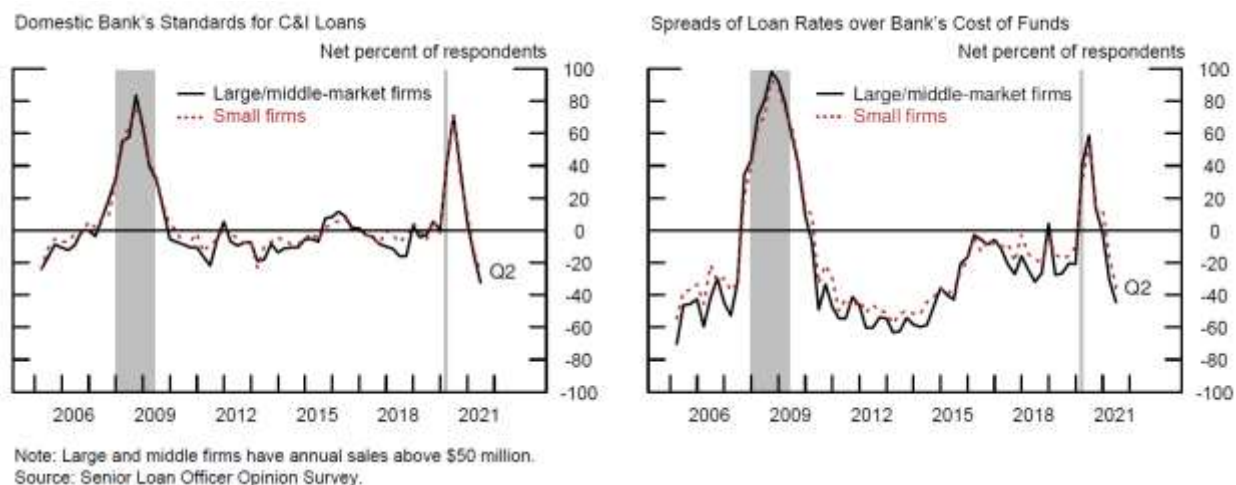 Domestic Bank's Standards for C&I Loans
Net percent of respondents
Large/middle-market firms
Small firms
100
80
60
40
20
0
-20
-40
-60
-80
-100
Q2
2006 2009 2012 2015 2018 2021
Spreads of Loan Rates over Bank's Cost of Funds
Net percent of respondents
Large/middle-market firms
Small firms
100
80
60
40
20
0
-20
-40
-60
-80
-100
Q2
2006 2009 2012 2015 2018 2021
Note: Large and middle firms have annual sales above $50 million.
Source: Senior Loan Officer Opinion Survey.